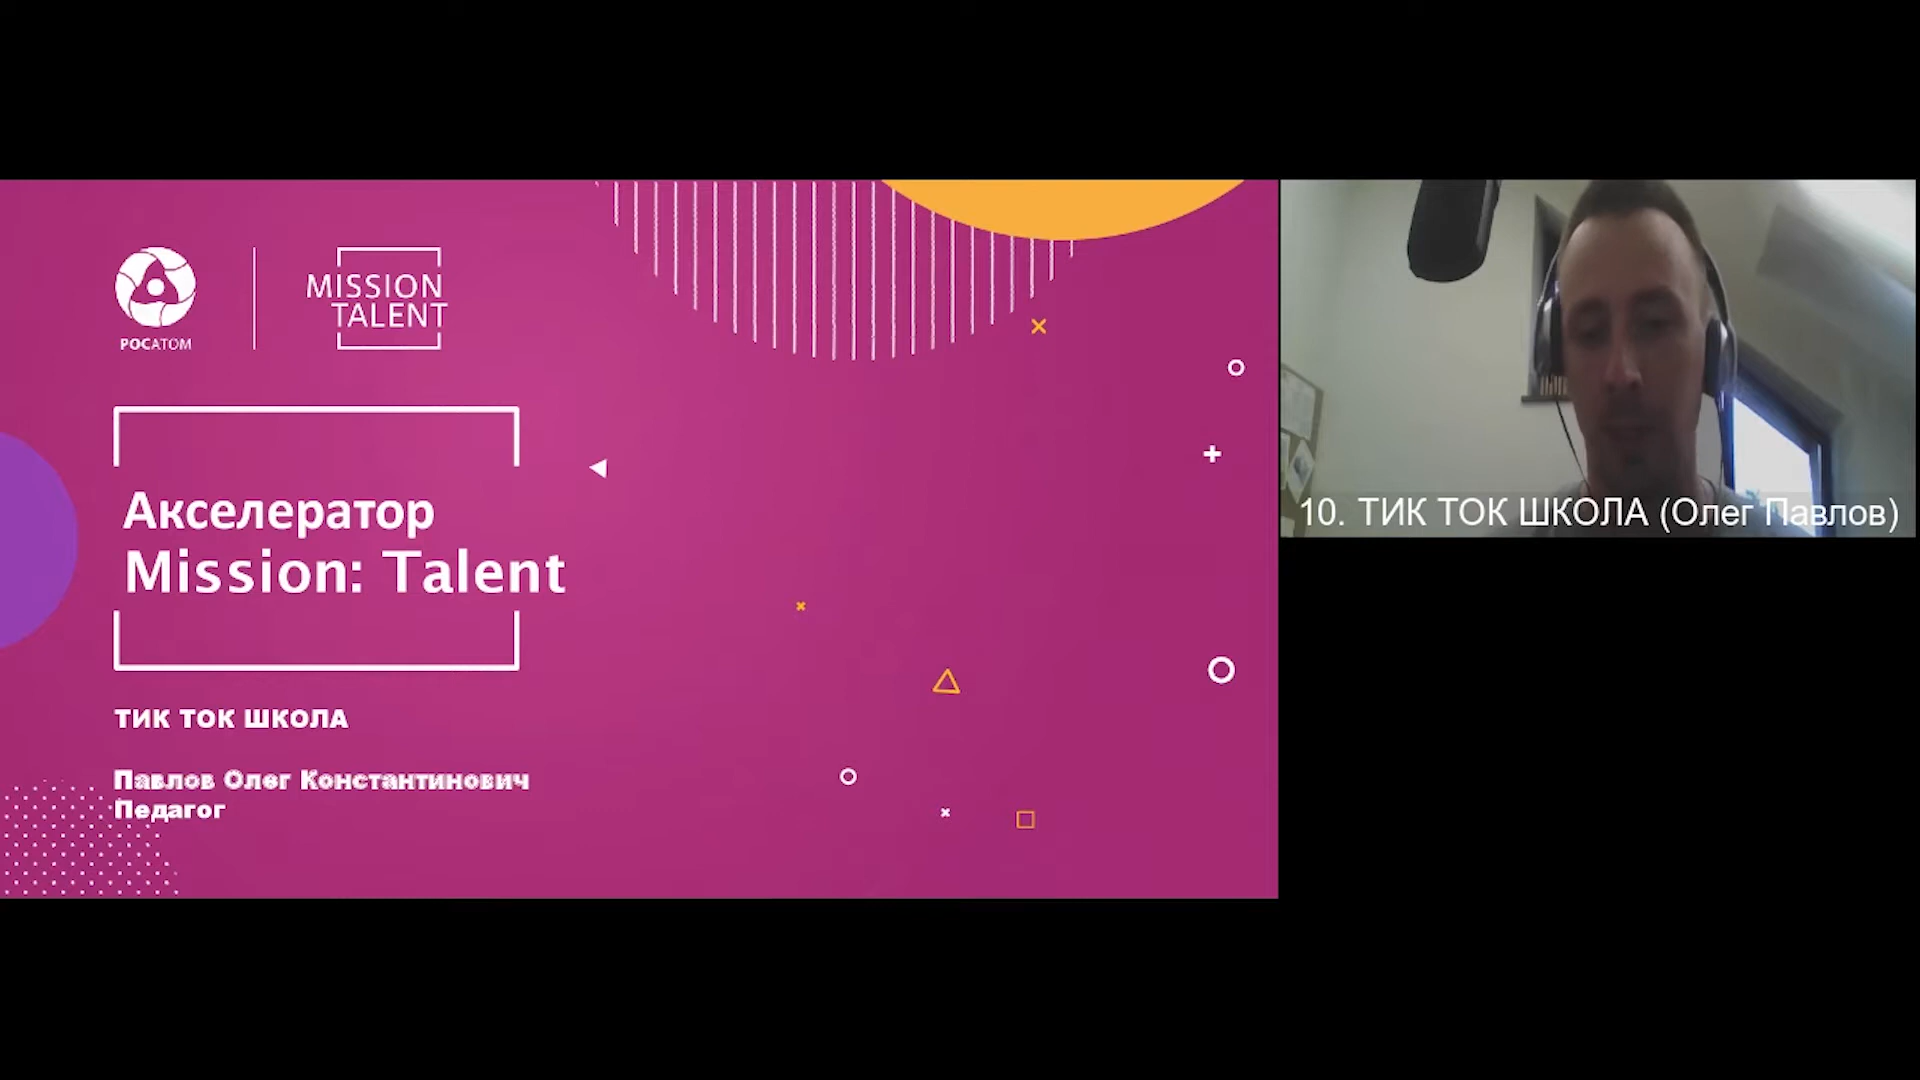 РОСАТОМ
MISSION
TALENT
Акселератор
Mission: Talent
ТИК ТОК ШКОЛА
Павлов Олег Константинович
Педагог
10. ТИК ТОК ШКОЛА (Олег Павлов)